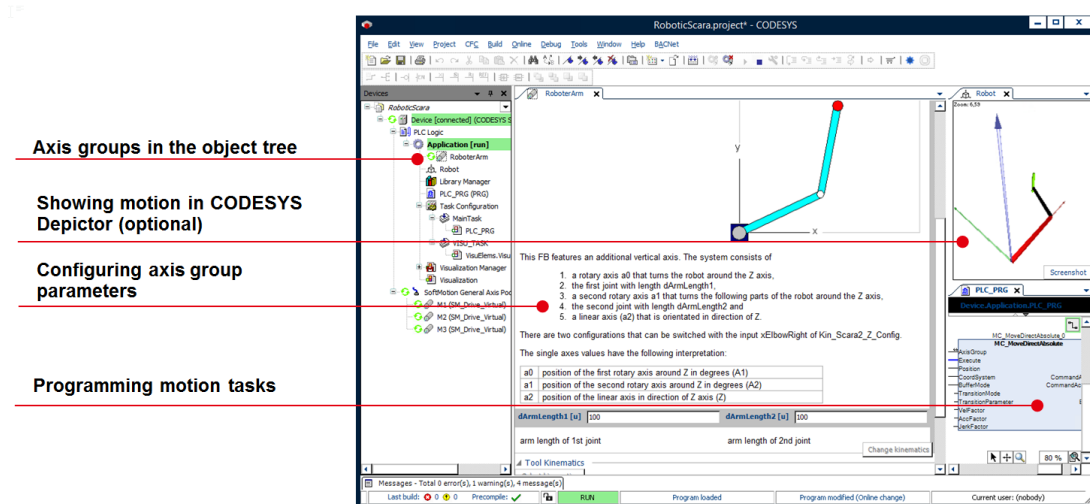 RoboticScara.project* - CODESYS
File Edit View Project CFC Build Online Debug Tools Window Help BACNet
Devices
RoboticScara
Device [connected] (CODESYS S
PLC Logic
Application [run]
RoboterArm
Robot
Library Manager
PLC_PRG (PRG)
Task Configuration
MainTask
PLC_PRG
VISU_TASK
VisuElems.Visu
Visualization Manager
Visualization
SoftMotion General Axis Poo
M1 (SM_Drive_Virtual)
M2 (SM_Drive_Virtual)
M3 (SM_Drive_Virtual)
Axis groups in the object tree
Showing motion in CODESYS
Depictor (optional)
Configuring axis group
parameters
Programming motion tasks
RoboterArm
y
x
This FB features an additional vertical axis. The system consists of
1. a rotary axis a0 that turns the robot around the Z axis,
2. the first joint with length dArmLength1,
3. a second rotary axis a1 that turns the following parts of the robot around the Z axis,
4. the second joint with length dArmLength2 and
5. a linear axis (a2) that is orientated in direction of Z.
There are two configurations that can be switched with the input xElbowRight of Kin_Scara2_Z_Config.
The single axes values have the following interpretation:
a0 position of the first rotary axis around Z in degrees (A1)
a1 position of the second rotary axis around Z in degrees (A2)
a2 position of the linear axis in direction of Z axis (Z)
dArmLength1 [u] 100 dArmLength2 [u] 100
arm length of 1st joint arm length of 2nd joint
Change kinematics
Tool Kinematics
Robot
Zoom: 6,59
Screenshot
PLC_PRG
Device.Application.PLC_PRG
MC_MoveDirectAbsolute_0
MC_MoveDirectAbsolute
AxisGroup
Execute
Position
CoordSystem CommandA
BufferMode CommandAc
TransitionMode
TransitionParameter E
VelFactor
AccFactor
JerkFactor
80 %
Messages - Total 0 error(s), 1 warning(s), 4 message(s)
Last build: 0 0 Precompile: RUN Program loaded Program modified (Online change) Current user: (nobody)